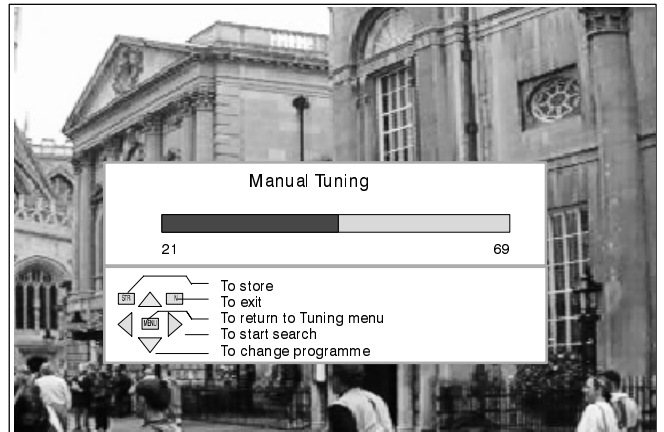 Manual Tuning
21 69
STR N To store
To exit
MENU To return to Tuning menu
To start search
To change programme